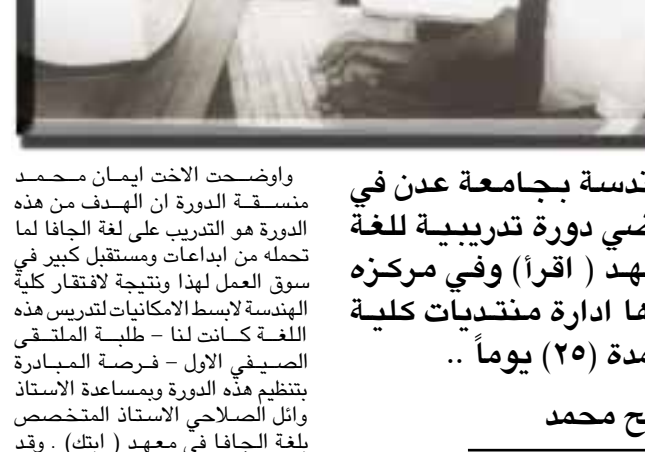 تدسة بجامعة عدن في
ضي دورة تدريبية للغة
هد ( اقرأ) وفي مركزه
ها ادارة منتديات كلية
مدة (٢٥) يوماً ..
ح محمد
واوضحت الاخت ايمان محمد
منسقة الدورة ان الهدف من هذه
الدورة هو التدريب على لغة الجافا لما
تحمله من ابداعات ومستقبل كبير في
سوق العمل لهذا ونتيجة لافتقار كلية
الهندسة لابسط الامكانيات لتدريس هذه
اللغة كانت لنا – طلبة الملتقى
الصيفي الاول – فرصة المبادرة
بتنظيم هذه الدورة وبمساعدة الاستاذ
وائل الصلاحي الاستاذ المتخصص
بلغة الجافا في معهد ( ابتك) . وقد